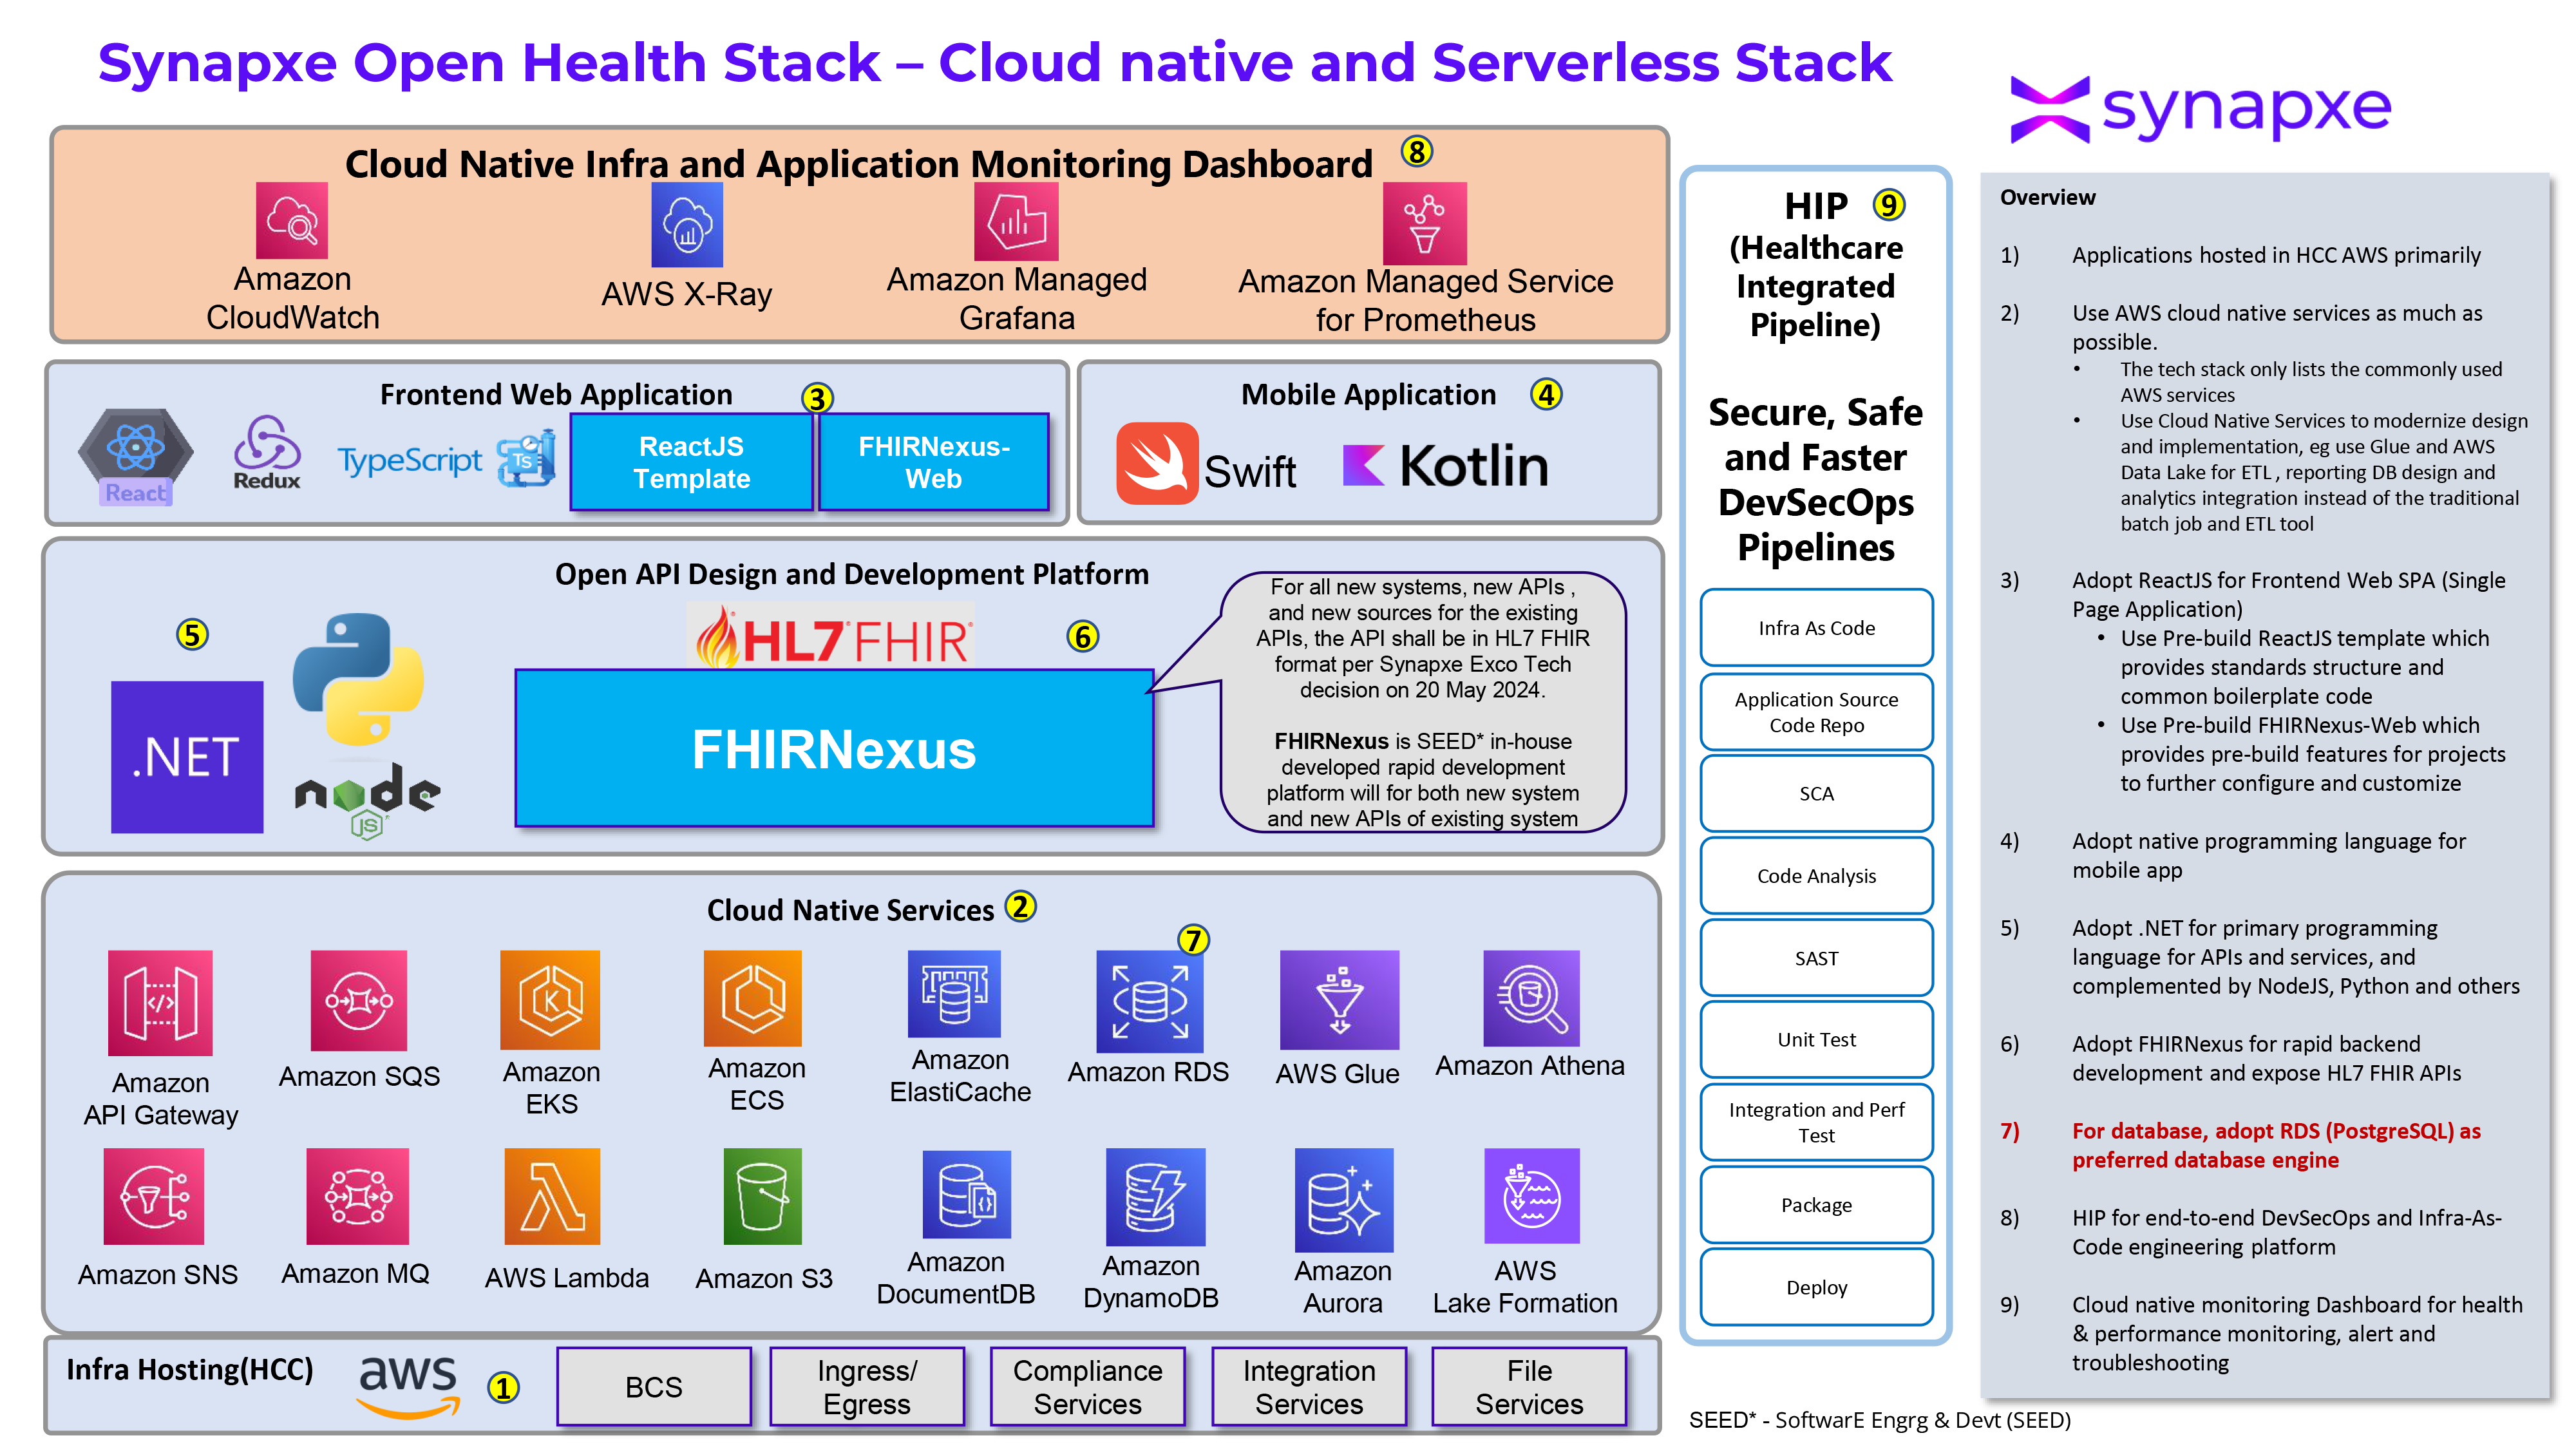 Synapxe Open Health Stack – Cloud native and Serverless Stack
synapxe
Cloud Native Infra and Application Monitoring Dashboard
8
Amazon
CloudWatch
AWS X-Ray
Amazon Managed
Grafana
Amazon Managed Service
for Prometheus
Frontend Web Application
3
React
Redux
TypeScript
TS
ReactJS
Template
FHIRNexus-
Web
Mobile Application
4
Swift
Kotlin
Open API Design and Development Platform
5
.NET
node
JS
HL7 FHIR
6
FHIRNexus
For all new systems, new APIs ,
and new sources for the existing
APIs, the API shall be in HL7 FHIR
format per Synapxe Exco Tech
decision on 20 May 2024.
FHIRNexus is SEED* in-house
developed rapid development
platform will for both new system
and new APIs of existing system
Cloud Native Services
2
7
Amazon
API Gateway
Amazon SQS
Amazon
EKS
Amazon
ECS
Amazon
ElastiCache
Amazon RDS
AWS Glue
Amazon Athena
Amazon SNS
Amazon MQ
AWS Lambda
Amazon S3
Amazon
DocumentDB
Amazon
DynamoDB
Amazon
Aurora
AWS
Lake Formation
Infra Hosting(HCC)
aws
1
BCS
Ingress/
Egress
Compliance
Services
Integration
Services
File
Services
HIP
9
(Healthcare
Integrated
Pipeline)
Secure, Safe
and Faster
DevSecOps
Pipelines
Infra As Code
Application Source
Code Repo
SCA
Code Analysis
SAST
Unit Test
Integration and Perf
Test
Package
Deploy
Overview
1) Applications hosted in HCC AWS primarily
2) Use AWS cloud native services as much as
possible.
• The tech stack only lists the commonly used
AWS services
• Use Cloud Native Services to modernize design
and implementation, eg use Glue and AWS
Data Lake for ETL , reporting DB design and
analytics integration instead of the traditional
batch job and ETL tool
3) Adopt ReactJS for Frontend Web SPA (Single
Page Application)
• Use Pre-build ReactJS template which
provides standards structure and
common boilerplate code
• Use Pre-build FHIRNexus-Web which
provides pre-build features for projects
to further configure and customize
4) Adopt native programming language for
mobile app
5) Adopt .NET for primary programming
language for APIs and services, and
complemented by NodeJS, Python and others
6) Adopt FHIRNexus for rapid backend
development and expose HL7 FHIR APIs
7) For database, adopt RDS (PostgreSQL) as
preferred database engine
8) HIP for end-to-end DevSecOps and Infra-As-
Code engineering platform
9) Cloud native monitoring Dashboard for health
& performance monitoring, alert and
troubleshooting
SEED* - SoftwarE Engrg & Devt (SEED)